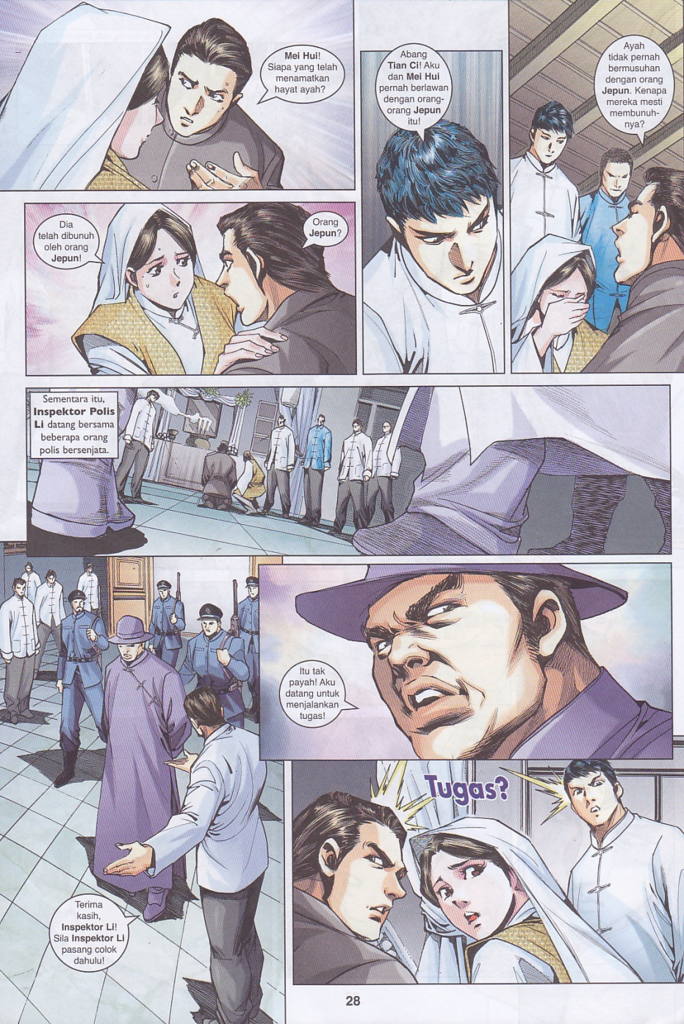 Mei Hui!
Siapa yang telah
menamatkan
hayat ayah?
Dia
telah dibunuh
oleh orang
Jepun!
Orang
Jepun?
Abang
Tian Ci! Aku
dan Mei Hui
pernah berlawan
dengan orang-
orang Jepun
itu!
Ayah
tidak pernah
bermusuhan
dengan orang
Jepun. Kenapa
mereka mesti
membunuh-
nya?
Sementara itu,
Inspektor Polis
Li datang bersama
beberapa orang
polis bersenjata.
Terima
kasih,
Inspektor Li!
Sila Inspektor Li
pasang colok
dahulu!
Itu tak
payah! Aku
datang untuk
menjalankan
tugas!
Tugas?
28